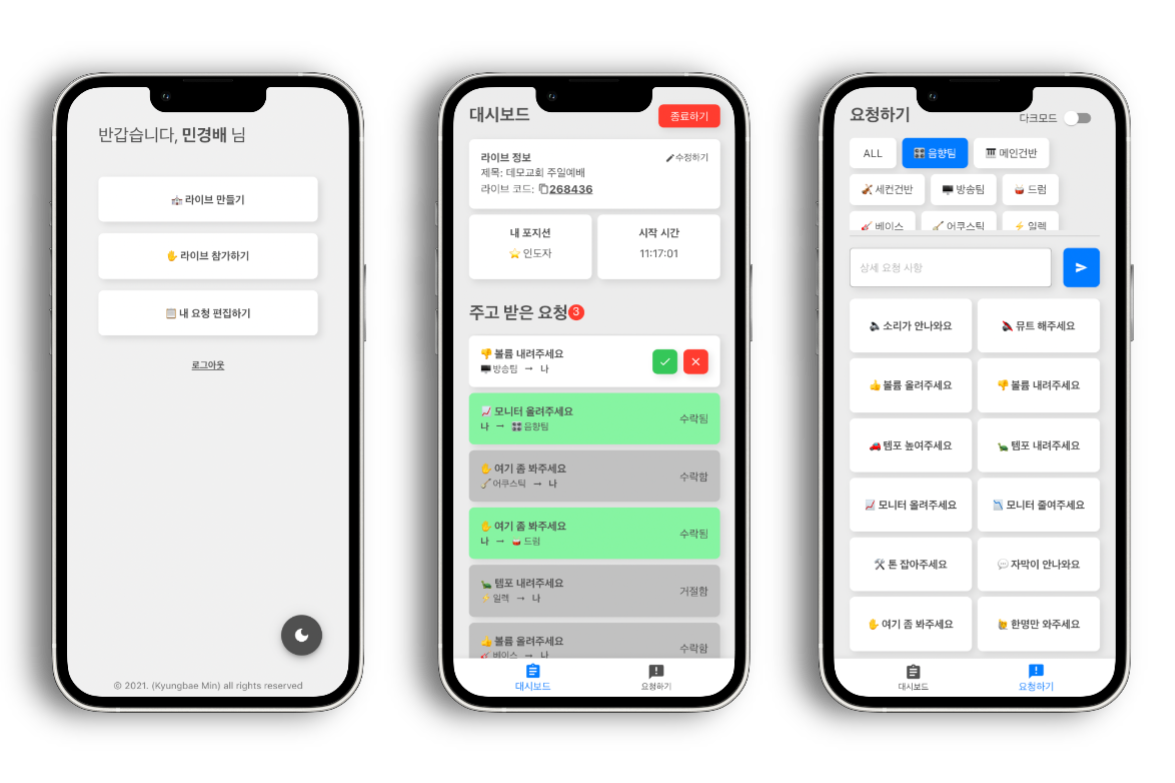 반갑습니다, 민경배 님
라이브 만들기
라이브 참가하기
내 요청 편집하기
로그아웃
© 2021. (Kyungbae Min) all rights reserved
대시보드
종료하기
라이브 정보
수정하기
제목: 데모교회 주일예배
라이브 코드: 268436
내 포지션
인도자
시작 시간
11:17:01
주고 받은 요청 3
볼륨 내려주세요
방송팀 → 나
모니터 올려주세요
나 → 음향팀
수락됨
여기 좀 봐주세요
어쿠스틱 → 나
수락함
여기 좀 봐주세요
나 → 드럼
수락됨
템포 내려주세요
일렉 → 나
거절함
볼륨 올려주세요
베이스 → 나
수락함
대시보드
요청하기
요청하기
다크모드
ALL
음향팀
메인건반
세컨건반
방송팀
드럼
베이스
어쿠스틱
일렉
상세 요청 사항
소리가 안나와요
뮤트 해주세요
볼륨 올려주세요
볼륨 내려주세요
템포 높여주세요
템포 내려주세요
모니터 올려주세요
모니터 줄여주세요
톤 잡아주세요
자막이 안나와요
여기 좀 봐주세요
한명만 와주세요
대시보드
요청하기